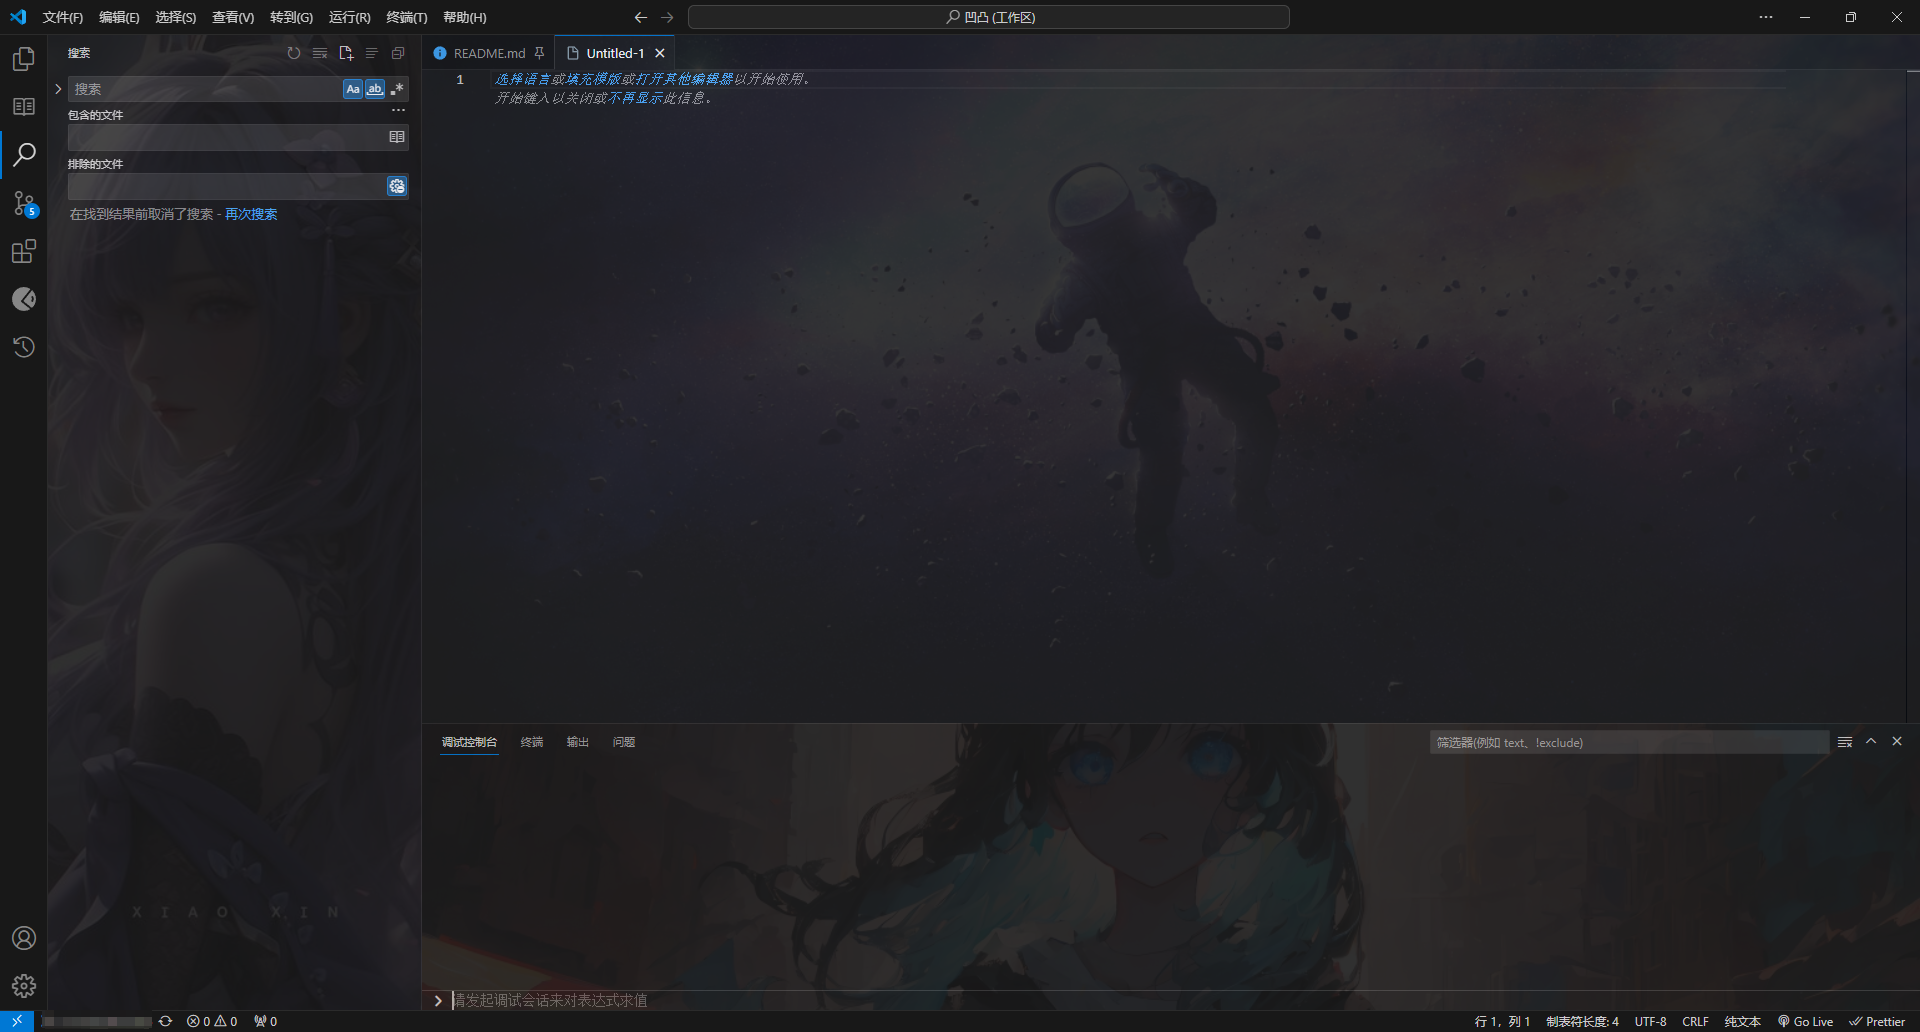 文件(F) 编辑(E) 选择(S) 查看(V) 转到(G) 运行(R) 终端(T) 帮助(H)
凹凸 (工作区)
搜索
搜索
Aa ab .*
包含的文件
排除的文件
在找到结果前取消了搜索 - 再次搜索
5
README.md Untitled-1
1
选择语言或填充模版或打开其他编辑器以开始使用。
开始键入以关闭或不再显示此信息。
XIAO XIN
调试控制台 终端 输出 问题
筛选器(例如 text、!exclude)
请发起调试会话来对表达式求值
0 0 0
行 1，列 1 制表符长度: 4 UTF-8 CRLF 纯文本 Go Live Prettier